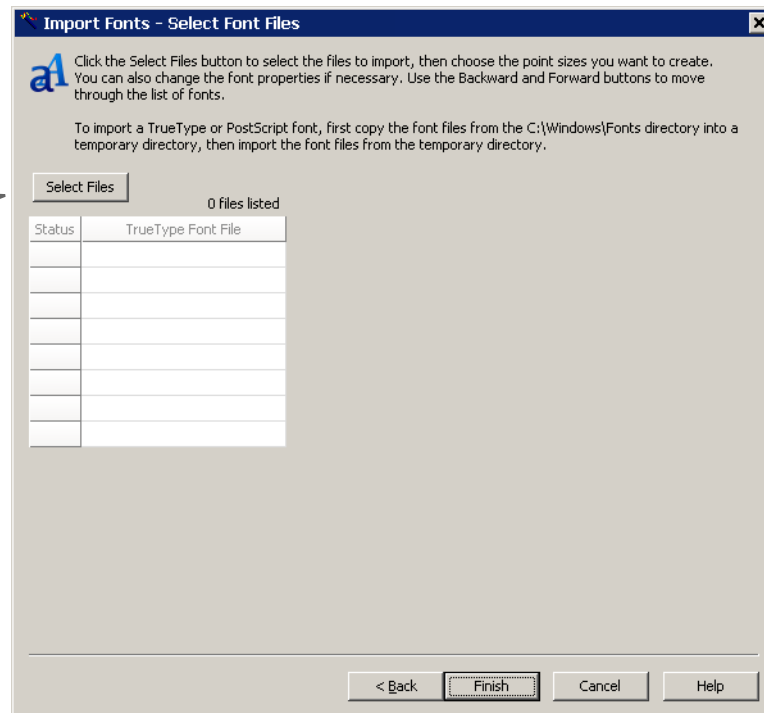 Import Fonts - Select Font Files
Click the Select Files button to select the files to import, then choose the point sizes you want to create.
You can also change the font properties if necessary. Use the Backward and Forward buttons to move
through the list of fonts.
To import a TrueType or PostScript font, first copy the font files from the C:\Windows\Fonts directory into a
temporary directory, then import the font files from the temporary directory.
Select Files
0 files listed
Status TrueType Font File
< Back Finish Cancel Help